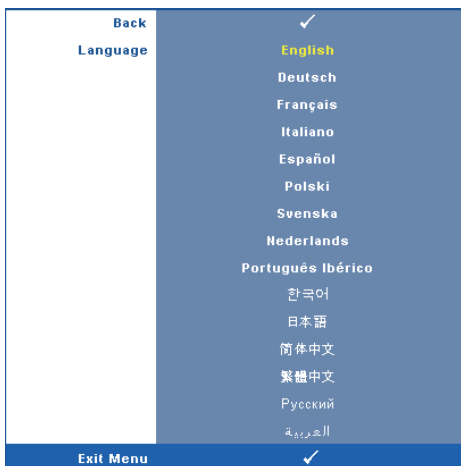 Back ✓
Language English
Deutsch
Français
Italiano
Español
Polski
Svenska
Nederlands
Português Ibérico
한국어
日本語
简体中文
繁體中文
Русский
العربية
Exit Menu ✓